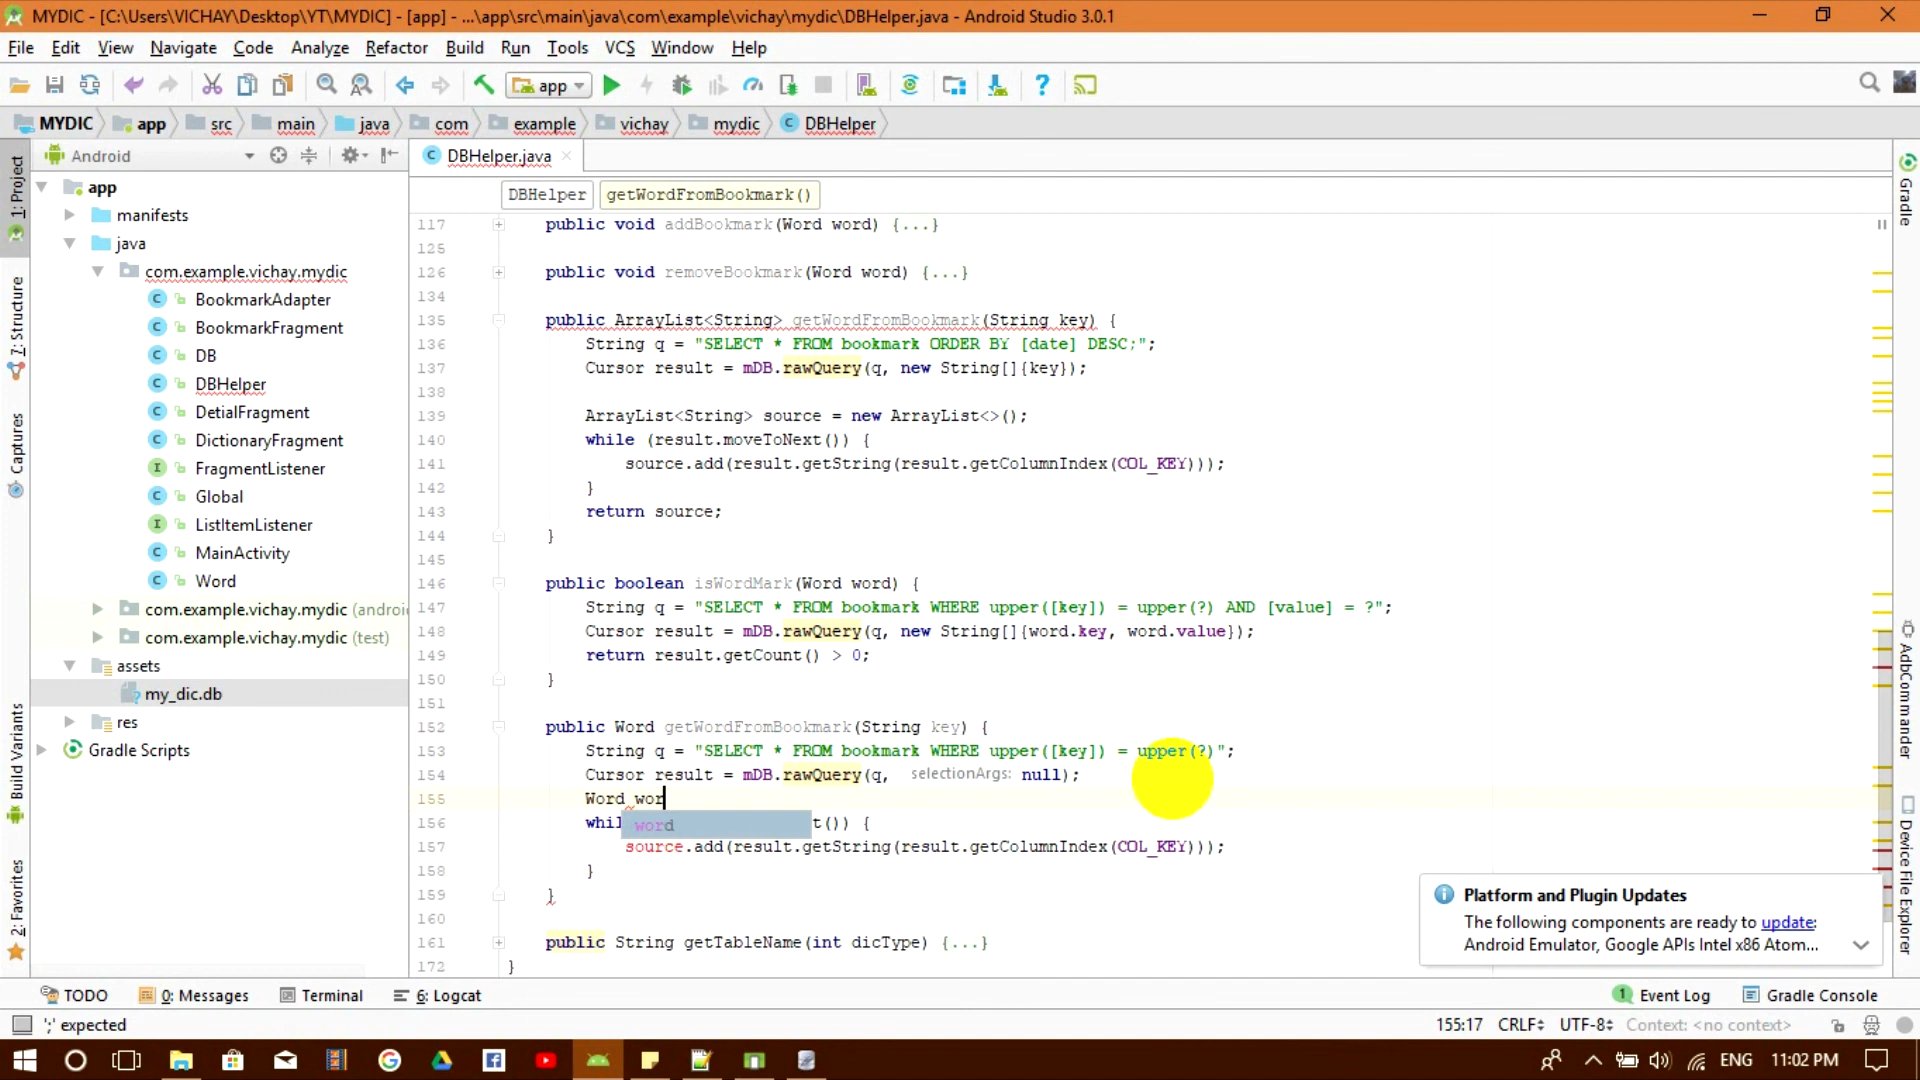 MYDIC - [C:\Users\VICHAY\Desktop\YT\MYDIC] - [app] - ...\app\src\main\java\com\example\vichay\mydic\DBHelper.java - Android Studio 3.0.1
File Edit View Navigate Code Analyze Refactor Build Run Tools VCS Window Help
app
MYDIC app src main java com example vichay mydic DBHelper
Android
DBHelper.java
DBHelper getWordFromBookmark()
1: Project
7: Structure
Captures
Build Variants
2: Favorites
app
manifests
java
com.example.vichay.mydic
BookmarkAdapter
BookmarkFragment
DB
DBHelper
DetialFragment
DictionaryFragment
FragmentListener
Global
ListItemListener
MainActivity
Word
com.example.vichay.mydic (androi
com.example.vichay.mydic (test)
assets
my_dic.db
res
Gradle Scripts
117 public void addBookmark(Word word) {...}
125
126 public void removeBookmark(Word word) {...}
134
135 public ArrayList<String> getWordFromBookmark(String key) {
136 String q = "SELECT * FROM bookmark ORDER BY [date] DESC;";
137 Cursor result = mDB.rawQuery(q, new String[]{key});
138
139 ArrayList<String> source = new ArrayList<>();
140 while (result.moveToNext()) {
141 source.add(result.getString(result.getColumnIndex(COL_KEY)));
142 }
143 return source;
144 }
145
146 public boolean isWordMark(Word word) {
147 String q = "SELECT * FROM bookmark WHERE upper([key]) = upper(?) AND [value] = ?";
148 Cursor result = mDB.rawQuery(q, new String[]{word.key, word.value});
149 return result.getCount() > 0;
150 }
151
152 public Word getWordFromBookmark(String key) {
153 String q = "SELECT * FROM bookmark WHERE upper([key]) = upper(?)";
154 Cursor result = mDB.rawQuery(q, selectionArgs: null);
155 Word wor
156 whil t()) {
word
157 source.add(result.getString(result.getColumnIndex(COL_KEY)));
158 }
159 }
160
161 public String getTableName(int dicType) {...}
172 }
Gradle
AdbCommander
Device File Explorer
Platform and Plugin Updates
The following components are ready to update:
Android Emulator, Google APIs Intel x86 Atom...
TODO 0: Messages Terminal 6: Logcat 1 Event Log Gradle Console
';' expected 155:17 CRLF UTF-8 Context: <no context>
ENG 11:02 PM